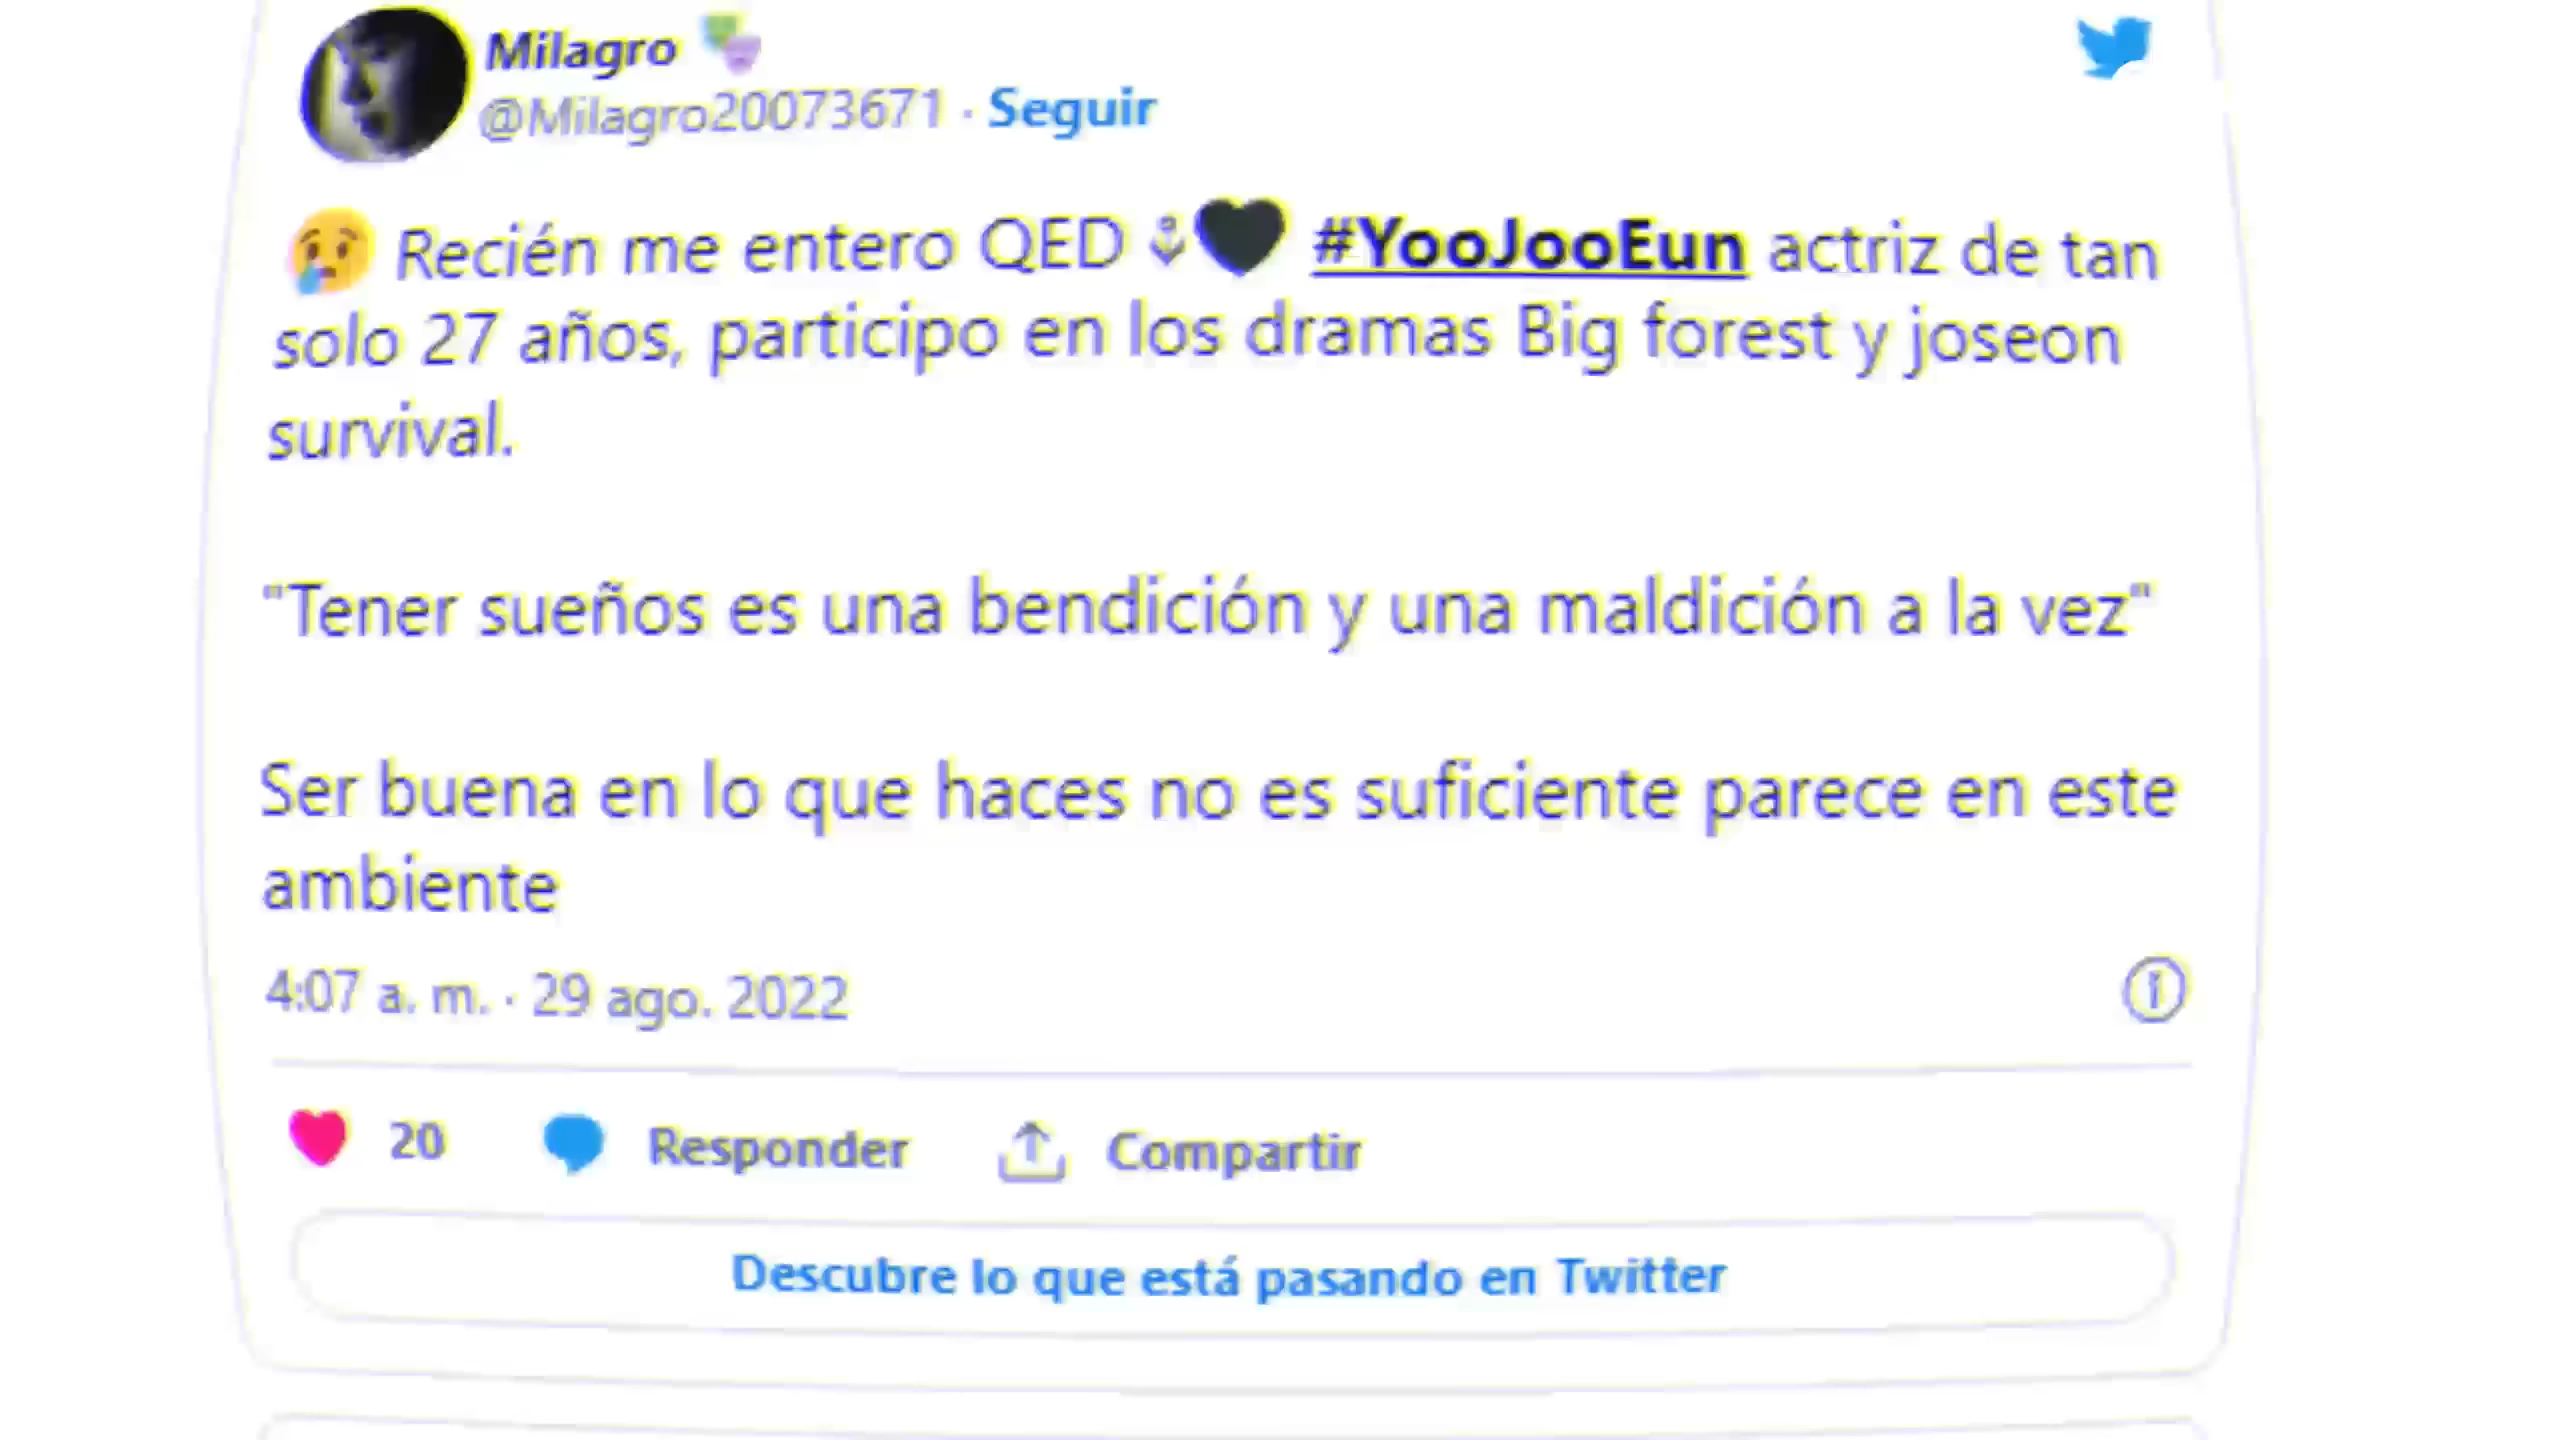 Milagro
@Milagro20073671 · Seguir
😢 Recién me entero QED ⚘🖤 #YooJooEun actriz de tan
solo 27 años, participo en los dramas Big forest y joseon
survival.
"Tener sueños es una bendición y una maldición a la vez"
Ser buena en lo que haces no es suficiente parece en este
ambiente
4:07 a. m. · 29 ago. 2022
20 Responder Compartir
Descubre lo que está pasando en Twitter